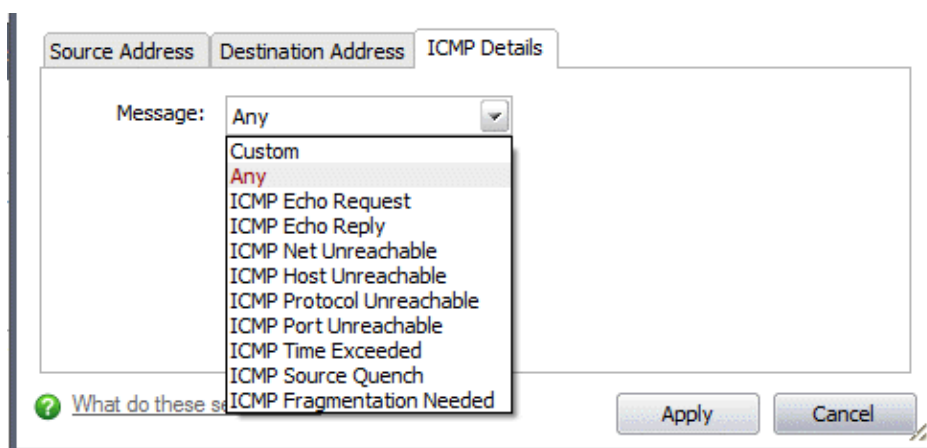 Source Address Destination Address ICMP Details
Message: Any
Custom
Any
ICMP Echo Request
ICMP Echo Reply
ICMP Net Unreachable
ICMP Host Unreachable
ICMP Protocol Unreachable
ICMP Port Unreachable
ICMP Time Exceeded
ICMP Source Quench
ICMP Fragmentation Needed
What do these se
Apply Cancel